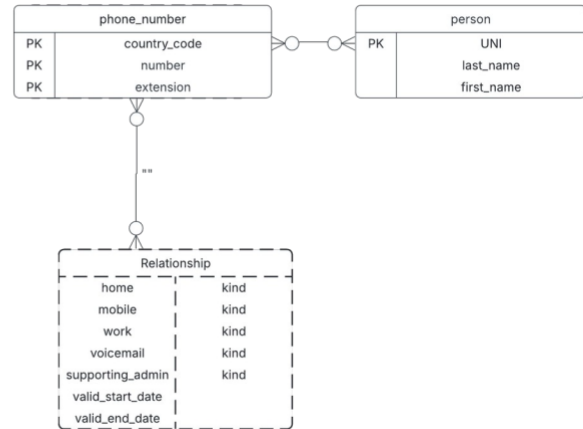 phone_number
PK country_code
PK number
PK extension
person
PK UNI
last_name
first_name
""
Relationship
home kind
mobile kind
work kind
voicemail kind
supporting_admin kind
valid_start_date
valid_end_date